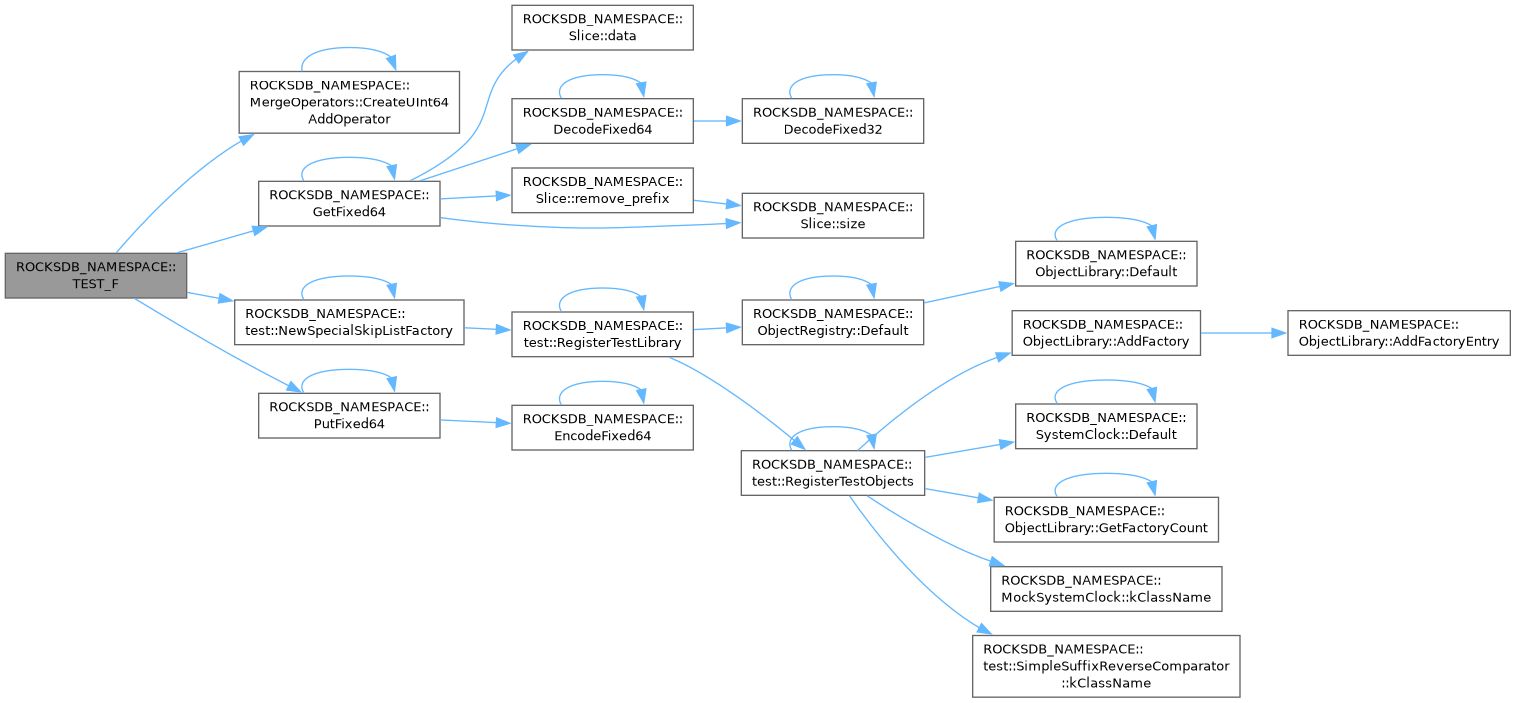 ROCKSDB_NAMESPACE::
TEST_F
ROCKSDB_NAMESPACE::
MergeOperators::CreateUInt64
AddOperator
ROCKSDB_NAMESPACE::
GetFixed64
ROCKSDB_NAMESPACE::
Slice::data
ROCKSDB_NAMESPACE::
DecodeFixed64
ROCKSDB_NAMESPACE::
DecodeFixed32
ROCKSDB_NAMESPACE::
Slice::remove_prefix
ROCKSDB_NAMESPACE::
Slice::size
ROCKSDB_NAMESPACE::
test::NewSpecialSkipListFactory
ROCKSDB_NAMESPACE::
test::RegisterTestLibrary
ROCKSDB_NAMESPACE::
ObjectRegistry::Default
ROCKSDB_NAMESPACE::
ObjectLibrary::Default
ROCKSDB_NAMESPACE::
test::RegisterTestObjects
ROCKSDB_NAMESPACE::
ObjectLibrary::AddFactory
ROCKSDB_NAMESPACE::
ObjectLibrary::AddFactoryEntry
ROCKSDB_NAMESPACE::
SystemClock::Default
ROCKSDB_NAMESPACE::
ObjectLibrary::GetFactoryCount
ROCKSDB_NAMESPACE::
MockSystemClock::kClassName
ROCKSDB_NAMESPACE::
test::SimpleSuffixReverseComparator
::kClassName
ROCKSDB_NAMESPACE::
PutFixed64
ROCKSDB_NAMESPACE::
EncodeFixed64